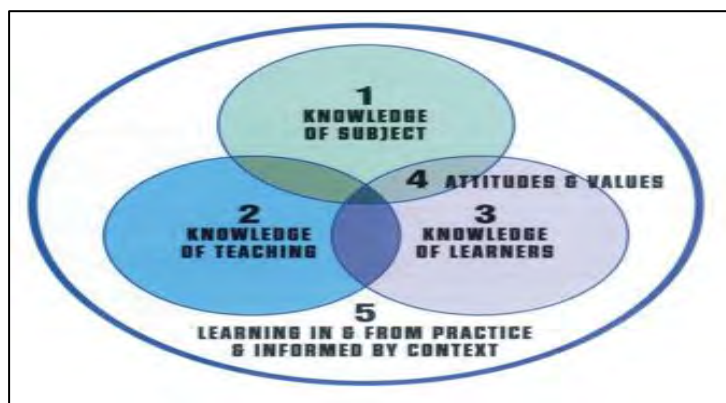 1
KNOWLEDGE
OF SUBJECT
4 ATTITUDES & VALUES
2
KNOWLEDGE
OF TEACHING
3
KNOWLEDGE
OF LEARNERS
5
LEARNING IN & FROM PRACTICE
& INFORMED BY CONTEXT